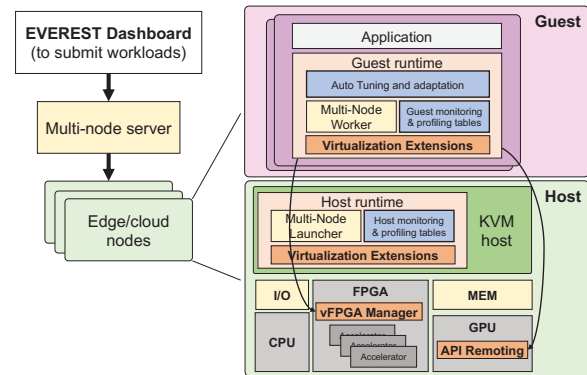 EVEREST Dashboard
(to submit workloads)
Multi-node server
Edge/cloud
nodes
Guest
Application
Guest runtime
Auto Tuning and adaptation
Multi-Node
Worker
Guest monitoring
& profiling tables
Virtualization Extensions
Host
Host runtime
Multi-Node
Launcher
Host monitoring
& profiling tables
Virtualization Extensions
KVM
host
I/O
CPU
FPGA
vFPGA Manager
Accelerator
Accelerator
Accelerator
MEM
GPU
API Remoting